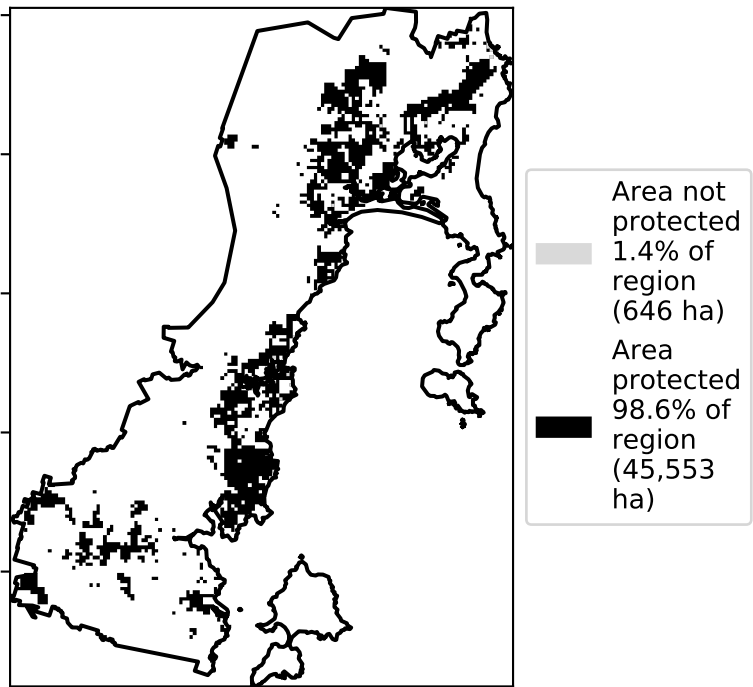 Area not
protected
1.4% of
region
(646 ha)
Area
protected
98.6% of
region
(45,553
ha)